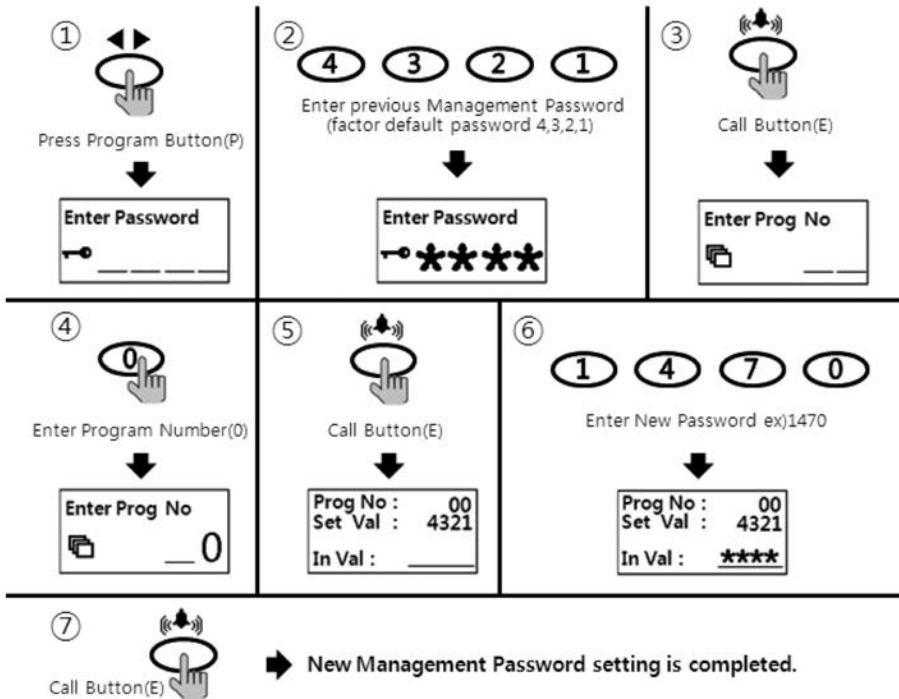 ①
Press Program Button(P)
Enter Password
②
4 3 2 1
Enter previous Management Password
(factor default password 4,3,2,1)
Enter Password
****
③
Call Button(E)
Enter Prog No
④
0
Enter Program Number(0)
Enter Prog No
_0
⑤
Call Button(E)
Prog No : 00
Set Val : 4321
In Val :
⑥
1 4 7 0
Enter New Password ex)1470
Prog No : 00
Set Val : 4321
In Val : ****
⑦
Call Button(E)
New Management Password setting is completed.